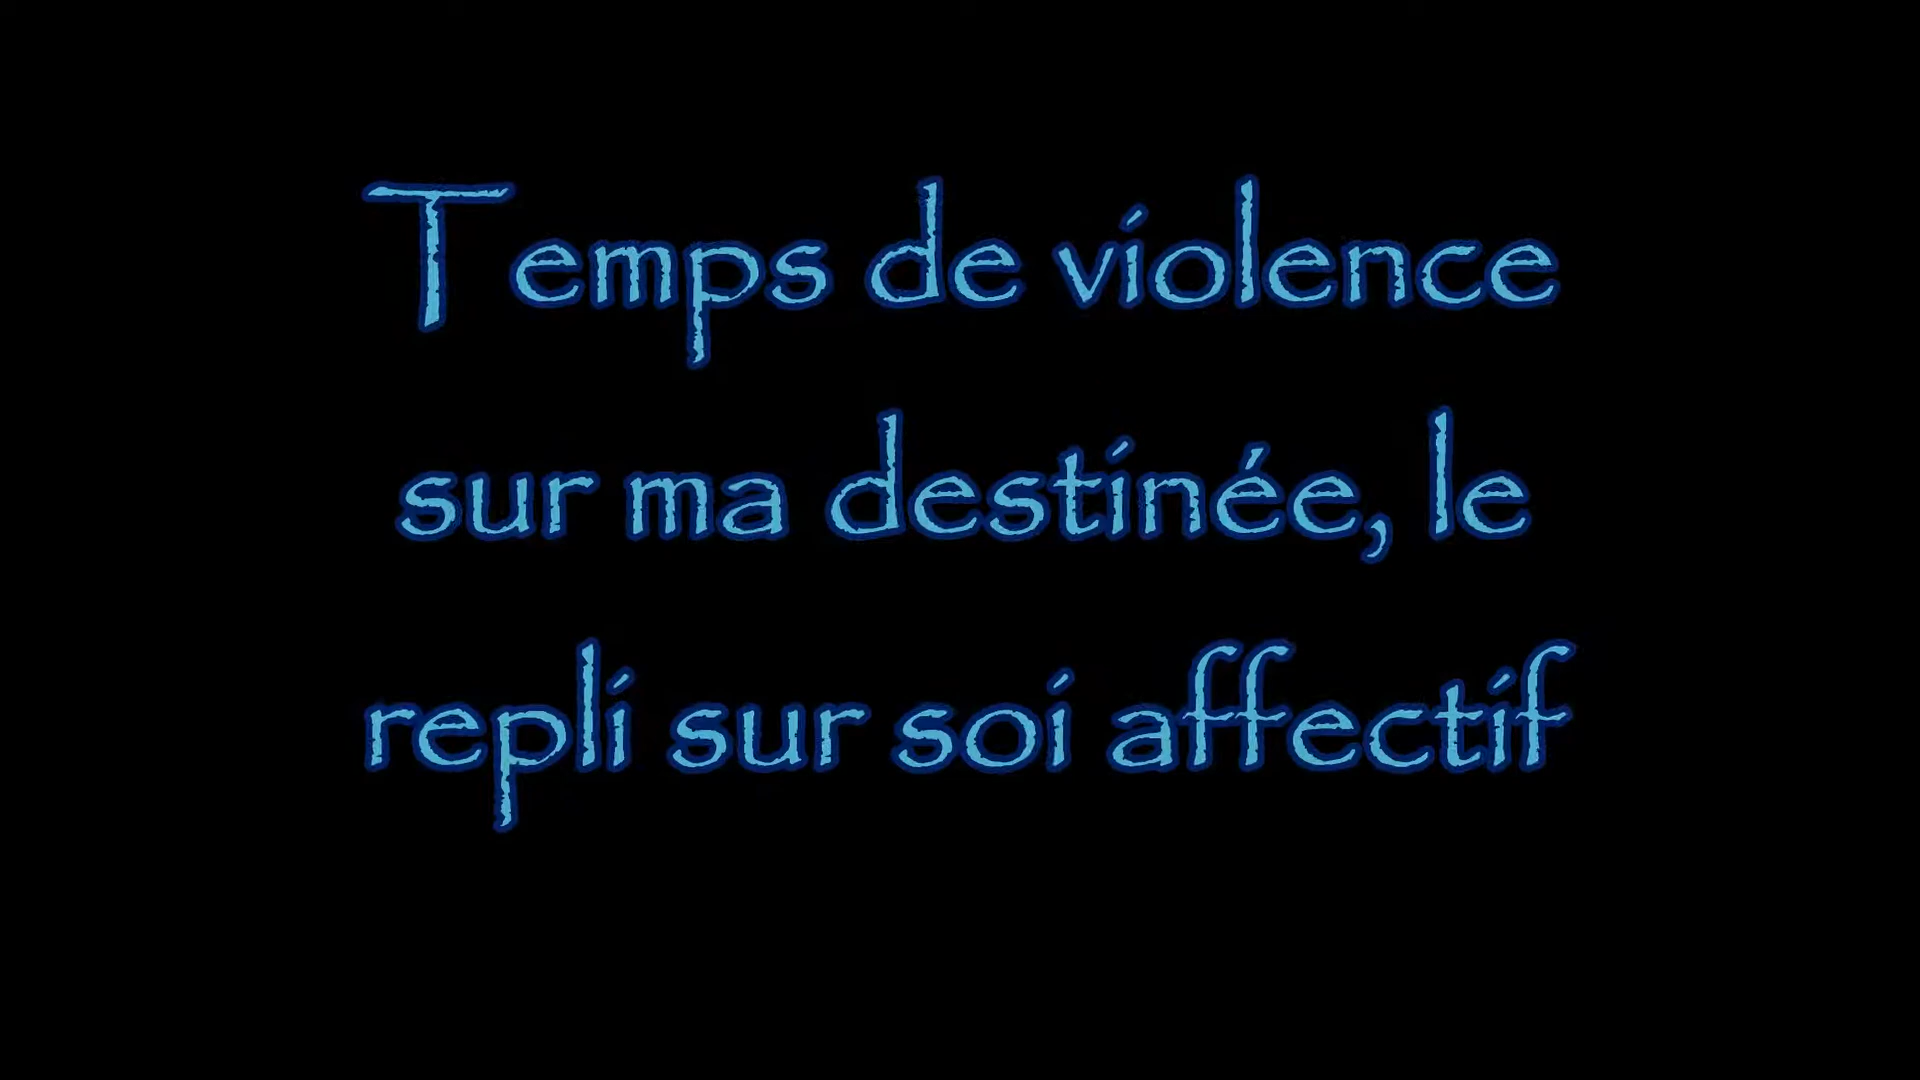 Temps de violence
sur ma destinée, le
repli sur soi affectif